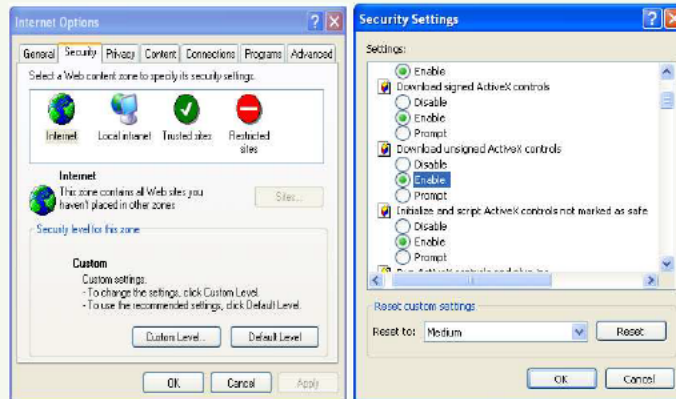 Internet Options
General Security Privacy Content Connections Programs Advanced
Select a Web content zone to specify its security settings.
Internet Local intranet Trusted sites Restricted
sites
Internet
This zone contains all Web sites you
haven't placed in other zones
Sites...
Security level for this zone
Custom
Custom settings.
- To change the settings, click Custom Level.
- To use the recommended settings, click Default Level.
Custom Level... Default Level
OK Cancel Apply
Security Settings
Settings:
Enable
Download signed ActiveX controls
Disable
Enable
Prompt
Download unsigned ActiveX controls
Disable
Enable
Prompt
Initialize and script ActiveX controls not marked as safe
Disable
Enable
Prompt
Reset custom settings
Reset to: Medium Reset
OK Cancel